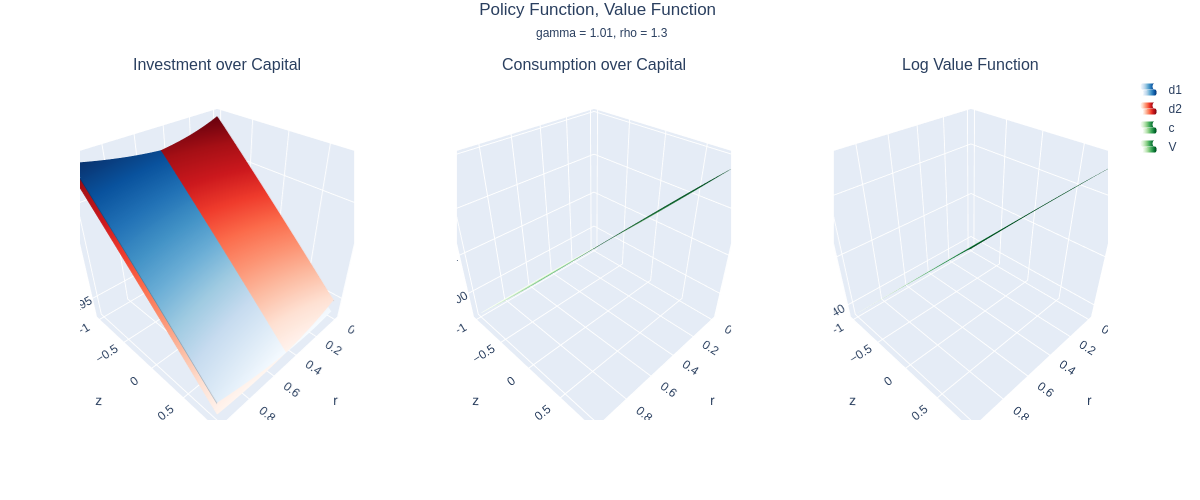 Policy Function, Value Function
gamma = 1.01, rho = 1.3
Investment over Capital
Consumption over Capital
Log Value Function
d1
d2
c
V
95
-1
−0.5
0
0.5
z
0
0.2
0.4
0.6
0.8
r
00
-1
−0.5
0
0.5
z
0
0.2
0.4
0.6
0.8
r
40
-1
−0.5
0
0.5
z
0
0.2
0.4
0.6
0.8
r